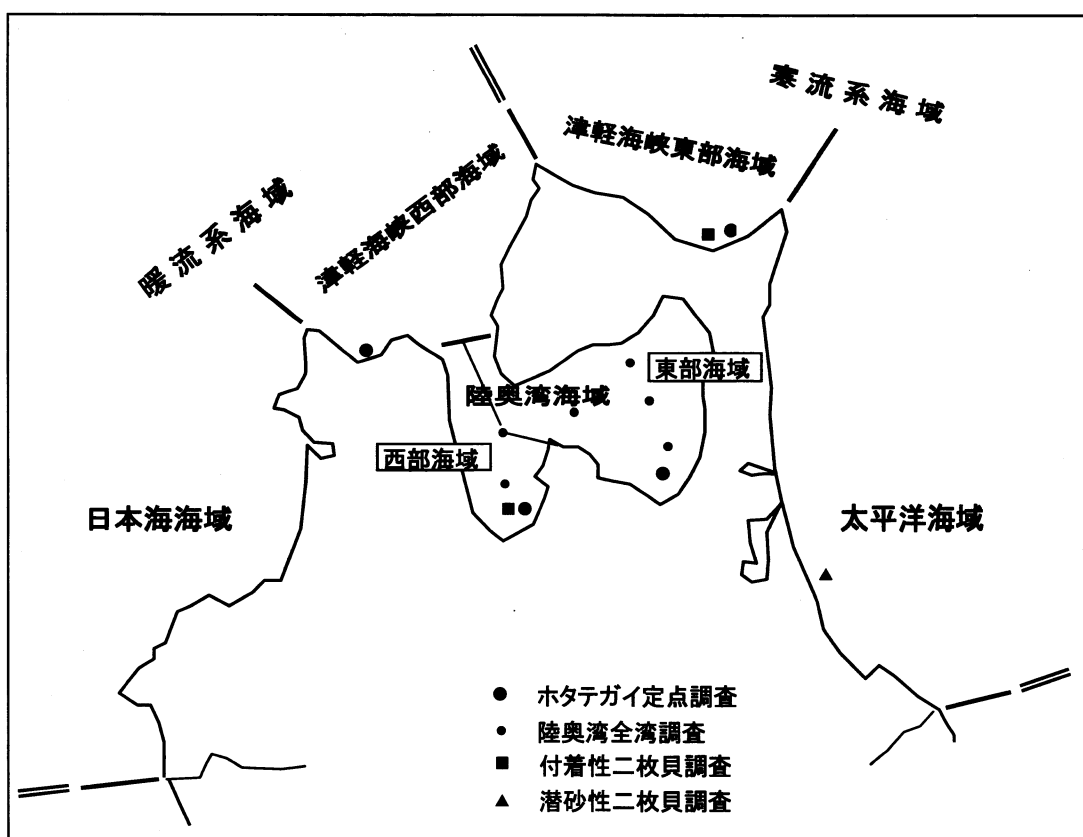 寒流系海域
津軽海峡東部海域
津軽海峡西部海域
暖流系海域
東部海域
陸奥湾海域
西部海域
日本海海域
太平洋海域
ホタテガイ定点調査
陸奥湾全湾調査
付着性二枚貝調査
潜砂性二枚貝調査